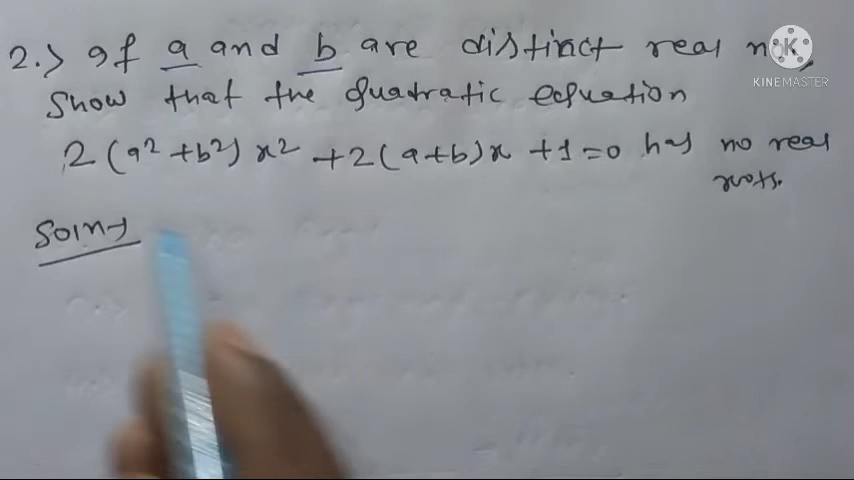 2.) If a and b are distinct real no,
Show that the quadratic equation
2(a²+b²)x² +2(a+b)x +1=0 has no real
roots.
Soln→
K
KINEMASTER